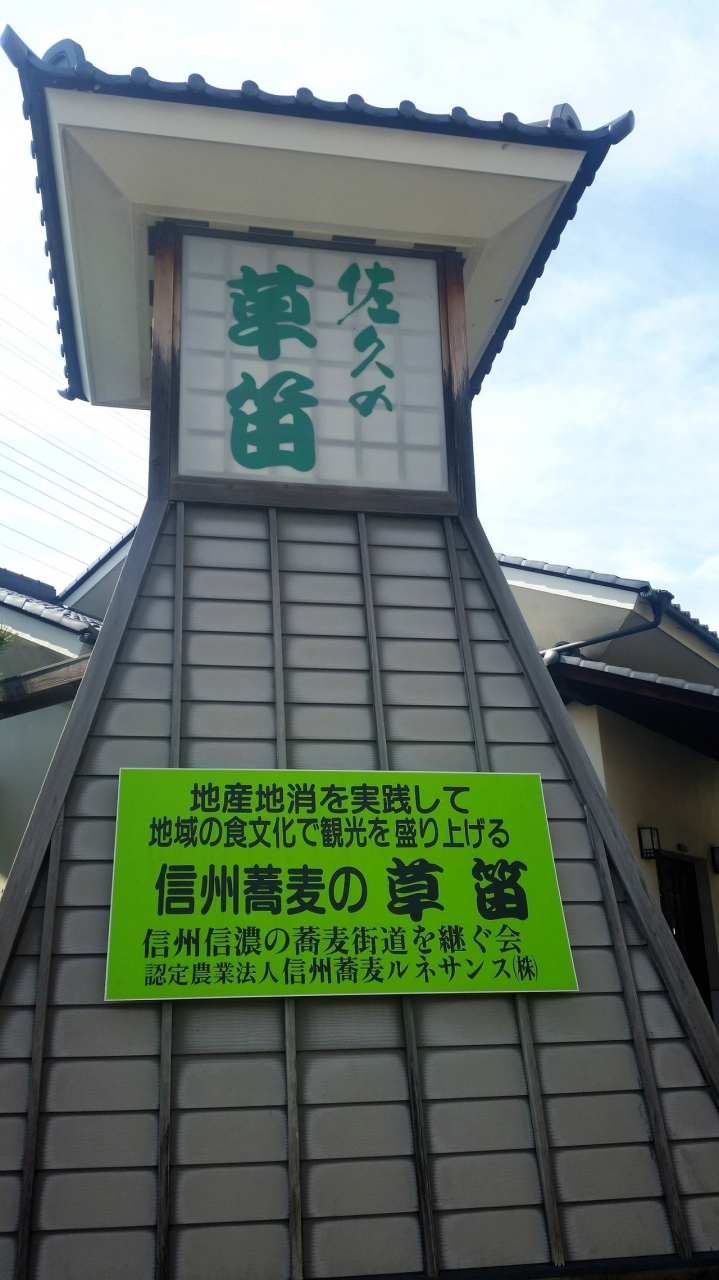 佐久の
草笛
地産地消を実践して
地域の食文化で観光を盛り上げる
信州蕎麦の草笛
信州信濃の蕎麦街道を継ぐ会
認定農業法人信州蕎麦ルネサンス㈱